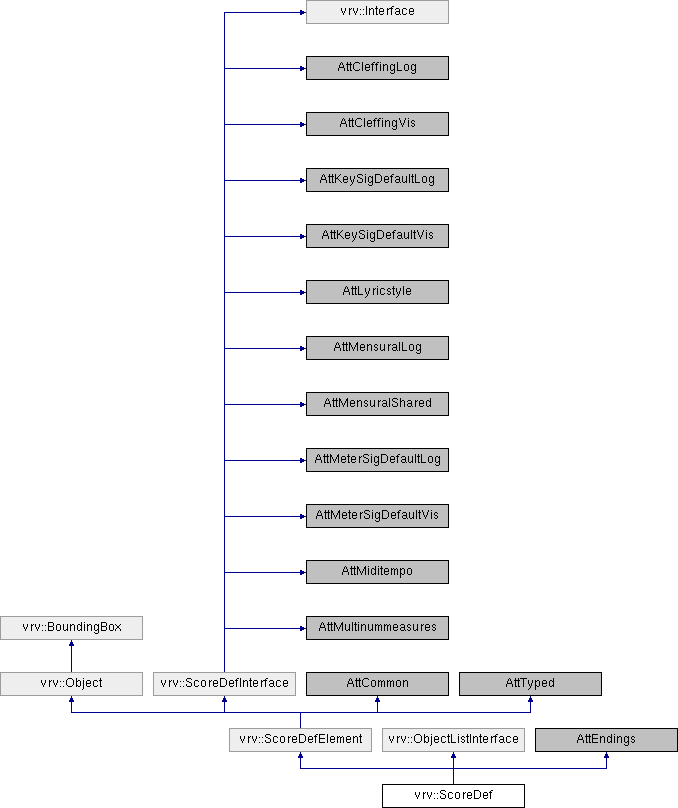 vrv::Interface
AttCleffingLog
AttCleffingVis
AttKeySigDefaultLog
AttKeySigDefaultVis
AttLyricstyle
AttMensuralLog
AttMensuralShared
AttMeterSigDefaultLog
AttMeterSigDefaultVis
AttMiditempo
AttMultinummeasures
vrv::BoundingBox
vrv::Object
vrv::ScoreDefInterface
AttCommon
AttTyped
vrv::ScoreDefElement
vrv::ObjectListInterface
AttEndings
vrv::ScoreDef